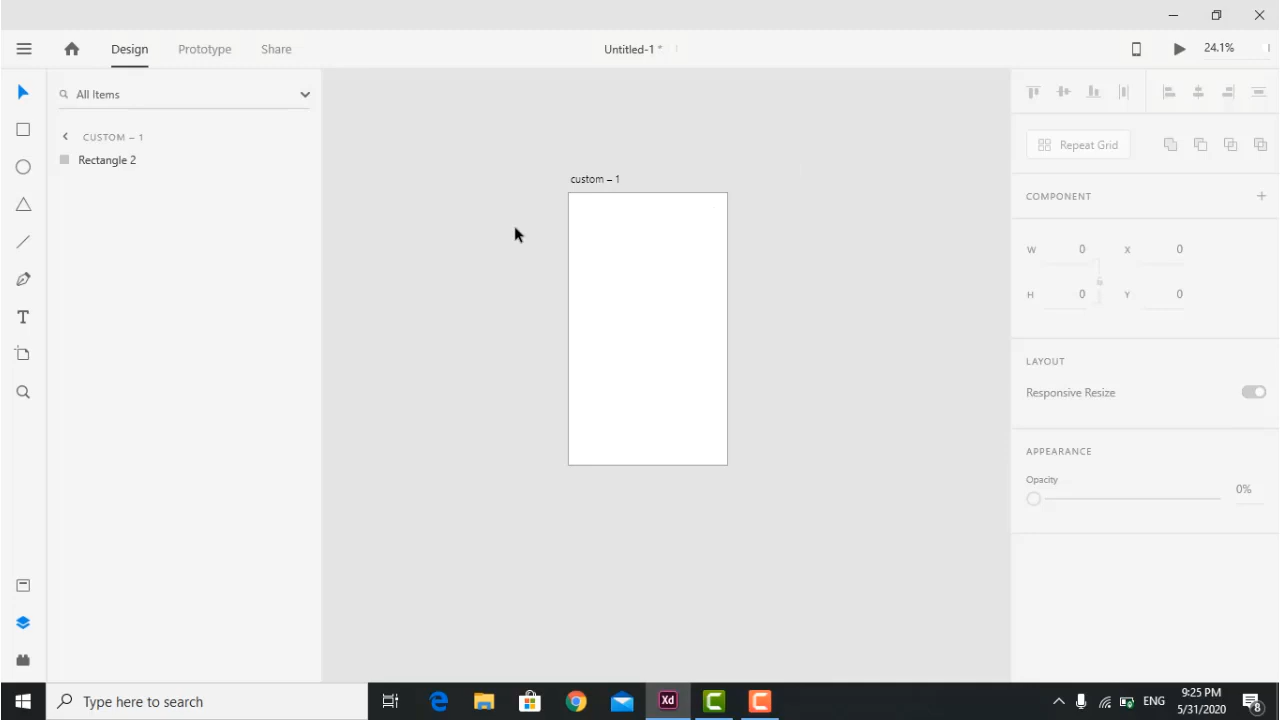 Design
Prototype
Share
Untitled-1 *
24.1%
All Items
CUSTOM – 1
Rectangle 2
custom – 1
Repeat Grid
COMPONENT
W 0 X 0
H 0 Y 0
LAYOUT
Responsive Resize
APPEARANCE
Opacity
0%
T
Type here to search
Xd
ENG
9:25 PM
5/31/2020
8